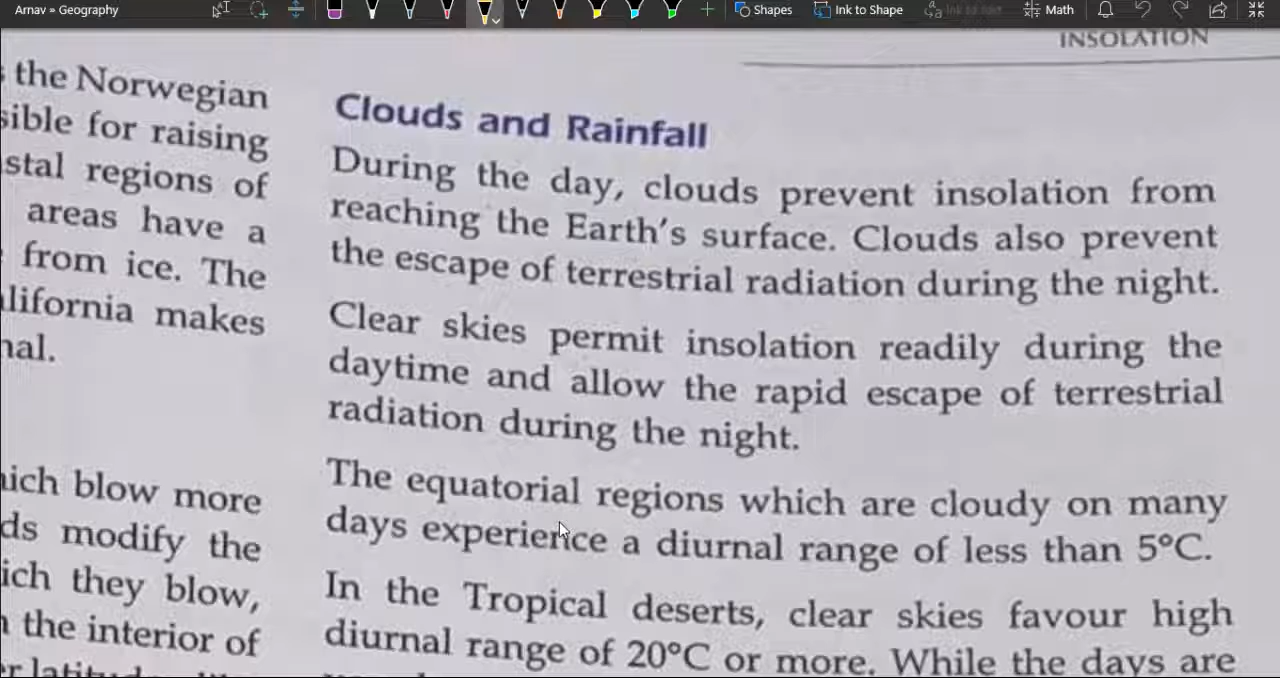 Arnav » Geography
Shapes
Ink to Shape
Math
INSOLATION
the Norwegian
sible for raising
stal regions of
areas have a
from ice. The
lifornia makes
nal.
ich blow more
ds modify the
ich they blow,
the interior of
Clouds and Rainfall
During the day, clouds prevent insolation from
reaching the Earth's surface. Clouds also prevent
the escape of terrestrial radiation during the night.
Clear skies permit insolation readily during the
daytime and allow the rapid escape of terrestrial
radiation during the night.
The equatorial regions which are cloudy on many
days experience a diurnal range of less than 5°C.
In the Tropical deserts, clear skies favour high
diurnal range of 20°C or more. While the days are